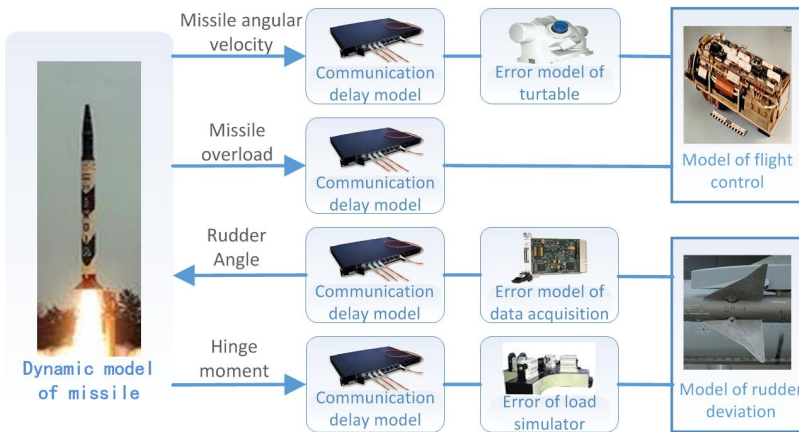 Missile angular
velocity
Communication
delay model
Error model of
turtable
Missile
overload
Communication
delay model
Model of flight
control
Rudder
Angle
Communication
delay model
Error model of
data acquisition
Hinge
moment
Communication
delay model
Error of load
simulator
Model of rudder
deviation
Dynamic model
of missile